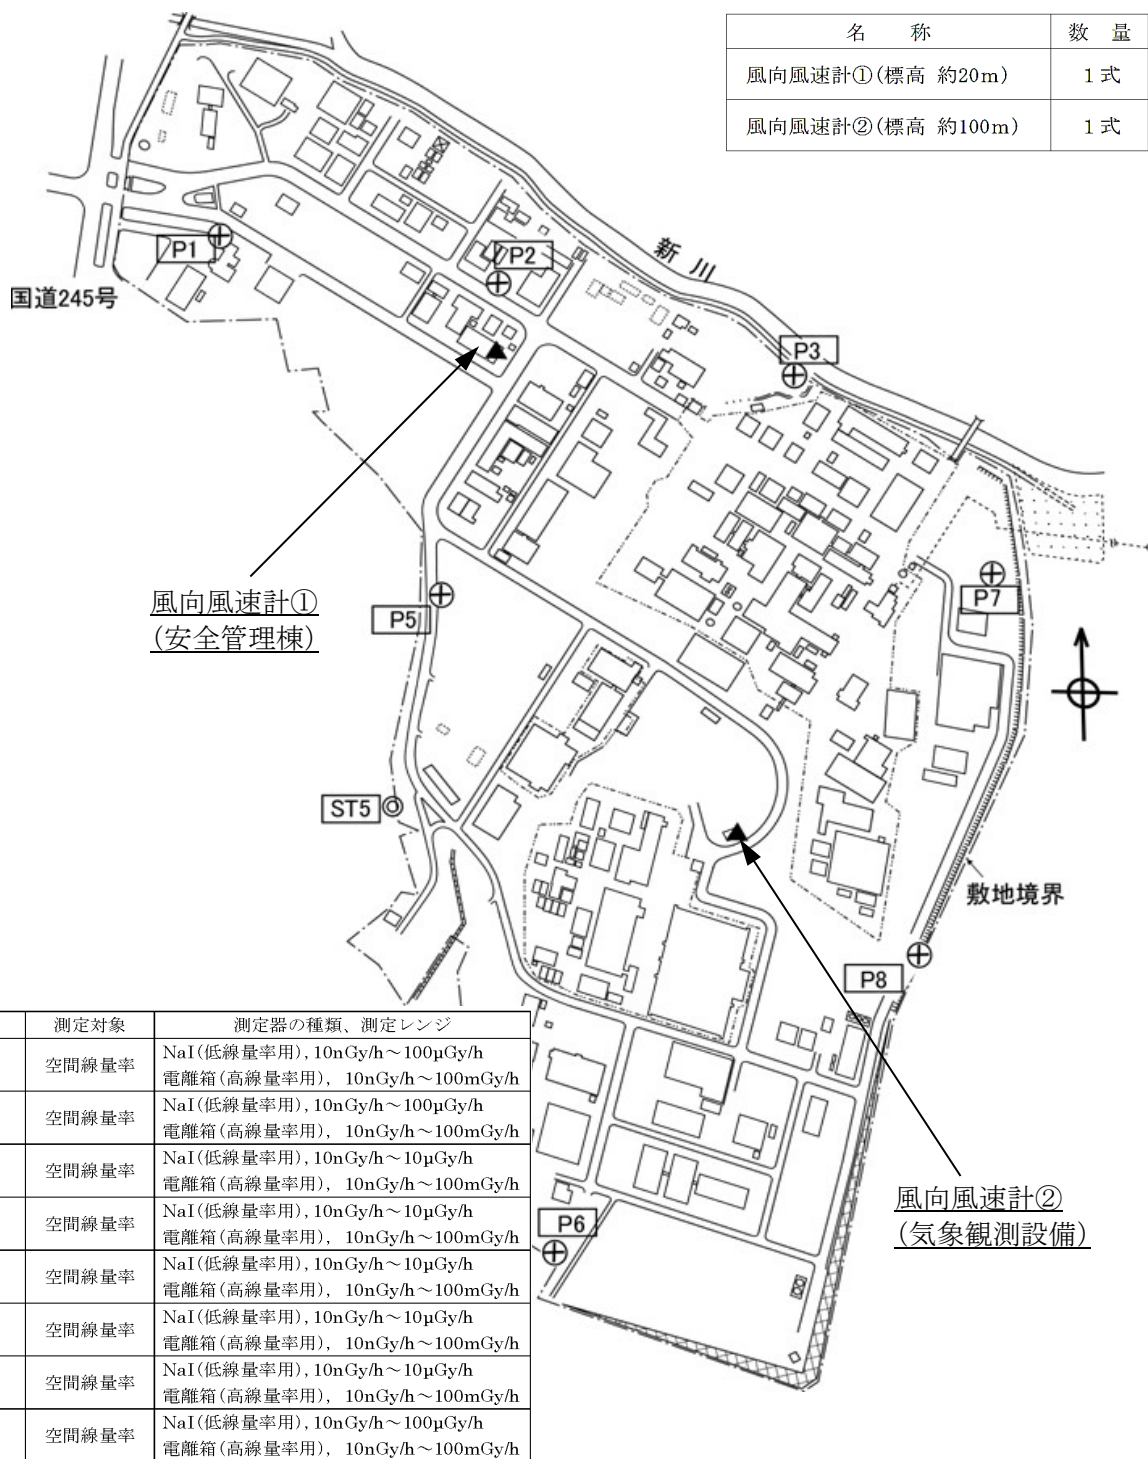 名 称 数 量
風向風速計①(標高 約20m) 1式
風向風速計②(標高 約100m) 1式
新川
P1
P2
国道245号
P3
風向風速計①
(安全管理棟)
P5
P7
ST5
敷地境界
P8
測定対象 測定器の種類、測定レンジ
空間線量率 NaI(低線量率用), 10nGy/h～100μGy/h
電離箱(高線量率用), 10nGy/h～100mGy/h
空間線量率 NaI(低線量率用), 10nGy/h～100μGy/h
電離箱(高線量率用), 10nGy/h～100mGy/h
空間線量率 NaI(低線量率用), 10nGy/h～10μGy/h
電離箱(高線量率用), 10nGy/h～100mGy/h
空間線量率 NaI(低線量率用), 10nGy/h～10μGy/h
電離箱(高線量率用), 10nGy/h～100mGy/h
空間線量率 NaI(低線量率用), 10nGy/h～10μGy/h
電離箱(高線量率用), 10nGy/h～100mGy/h
空間線量率 NaI(低線量率用), 10nGy/h～10μGy/h
電離箱(高線量率用), 10nGy/h～100mGy/h
空間線量率 NaI(低線量率用), 10nGy/h～10μGy/h
電離箱(高線量率用), 10nGy/h～100mGy/h
空間線量率 NaI(低線量率用), 10nGy/h～100μGy/h
電離箱(高線量率用), 10nGy/h～100mGy/h
P6
風向風速計②
(気象観測設備)